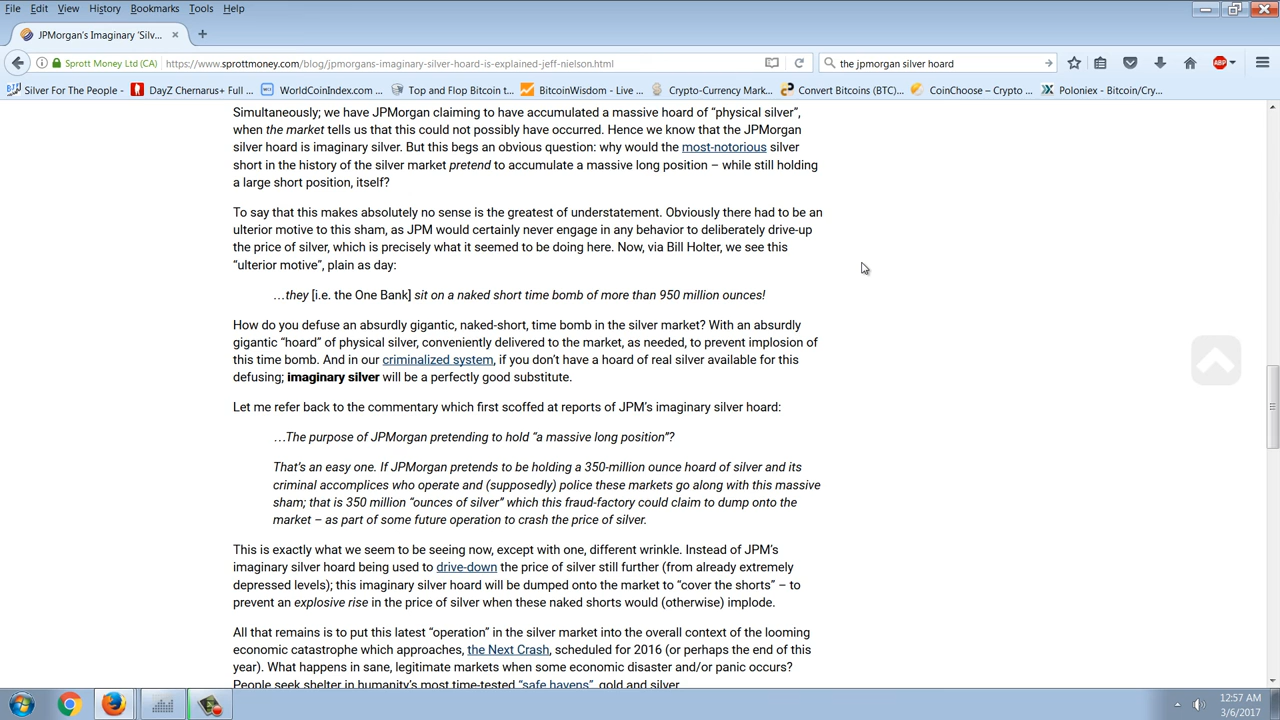 File Edit View History Bookmarks Tools Help
JPMorgan's Imaginary 'Silv...
Sprott Money Ltd (CA) https://www.sprottmoney.com/blog/jpmorgans-imaginary-silver-hoard-is-explained-jeff-nielson.html the jpmorgan silver hoard ABP
Silver For The People - DayZ Chernarus+ Full ... WorldCoinIndex.com ... Top and Flop Bitcoin t... BitcoinWisdom - Live ... Crypto-Currency Mark... Convert Bitcoins (BTC)... CoinChoose – Crypto ... Poloniex - Bitcoin/Cry...
Simultaneously; we have JPMorgan claiming to have accumulated a massive hoard of “physical silver”,
when the market tells us that this could not possibly have occurred. Hence we know that the JPMorgan
silver hoard is imaginary silver. But this begs an obvious question: why would the most-notorious silver
short in the history of the silver market pretend to accumulate a massive long position – while still holding
a large short position, itself?
To say that this makes absolutely no sense is the greatest of understatement. Obviously there had to be an
ulterior motive to this sham, as JPM would certainly never engage in any behavior to deliberately drive-up
the price of silver, which is precisely what it seemed to be doing here. Now, via Bill Holter, we see this
“ulterior motive”, plain as day:
…they [i.e. the One Bank] sit on a naked short time bomb of more than 950 million ounces!
How do you defuse an absurdly gigantic, naked-short, time bomb in the silver market? With an absurdly
gigantic “hoard” of physical silver, conveniently delivered to the market, as needed, to prevent implosion of
this time bomb. And in our criminalized system, if you don’t have a hoard of real silver available for this
defusing; imaginary silver will be a perfectly good substitute.
Let me refer back to the commentary which first scoffed at reports of JPM’s imaginary silver hoard:
…The purpose of JPMorgan pretending to hold “a massive long position”?
That’s an easy one. If JPMorgan pretends to be holding a 350-million ounce hoard of silver and its
criminal accomplices who operate and (supposedly) police these markets go along with this massive
sham; that is 350 million “ounces of silver” which this fraud-factory could claim to dump onto the
market – as part of some future operation to crash the price of silver.
This is exactly what we seem to be seeing now, except with one, different wrinkle. Instead of JPM’s
imaginary silver hoard being used to drive-down the price of silver still further (from already extremely
depressed levels); this imaginary silver hoard will be dumped onto the market to “cover the shorts” – to
prevent an explosive rise in the price of silver when these naked shorts would (otherwise) implode.
All that remains is to put this latest “operation” in the silver market into the overall context of the looming
economic catastrophe which approaches, the Next Crash, scheduled for 2016 (or perhaps the end of this
year). What happens in sane, legitimate markets when some economic disaster and/or panic occurs?
People seek shelter in humanity’s most time-tested “safe havens”, gold and silver.
12:57 AM
3/6/2017